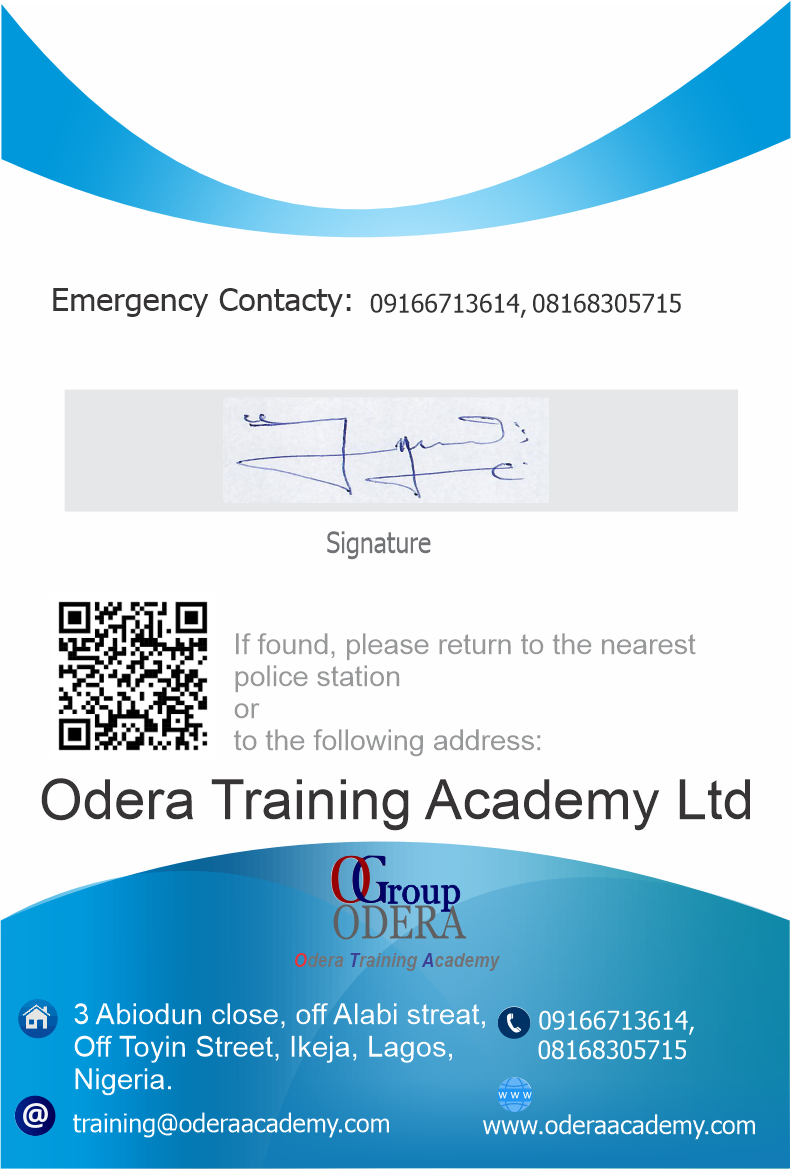 Emergency Contacty: 09166713614, 08168305715
Signature
If found, please return to the nearest
police station
or
to the following address:
Odera Training Academy Ltd
OGroup
ODERA
Odera Training Academy
3 Abiodun close, off Alabi streat,
Off Toyin Street, Ikeja, Lagos,
Nigeria.
09166713614,
08168305715
@
training@oderaacademy.com
WWW
www.oderaacademy.com